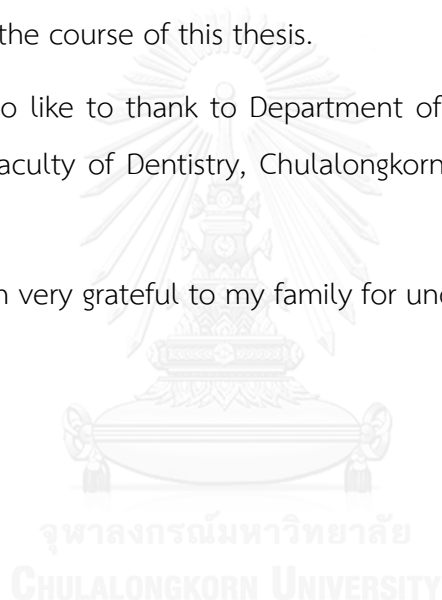 the course of this thesis.
o like to thank to Department of
aculty of Dentistry, Chulalongkorn
very grateful to my family for
จุฬาลงกรณ์มหาวิทยาลัย
CHULALONGKORN UNIVERSITY